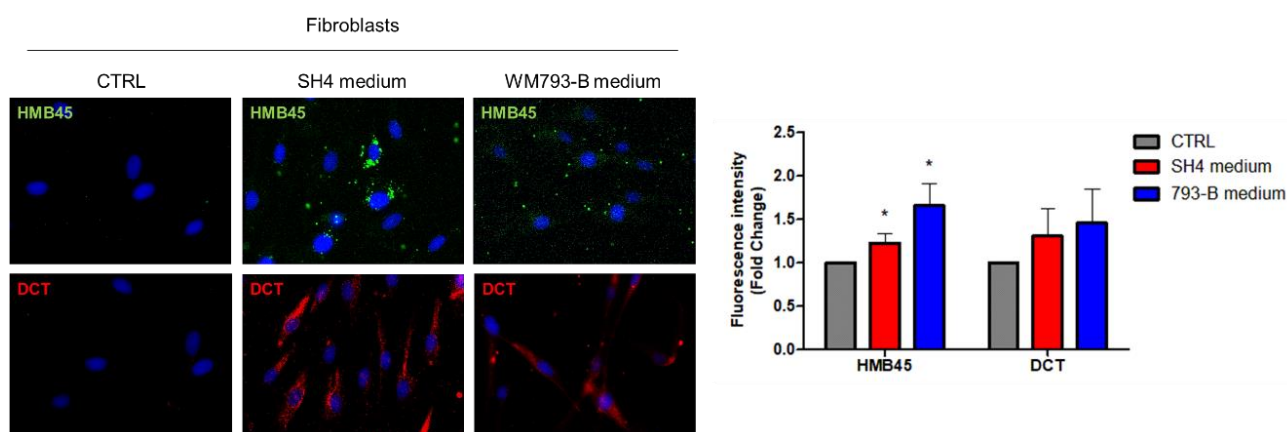 Fibroblasts
CTRL
SH4 medium
WM793-B medium
HMB45
HMB45
HMB45
DCT
DCT
DCT
Fluorescence intensity
(Fold Change)
2.5
2.0
1.5
1.0
0.5
0.0
*
*
HMB45
DCT
CTRL
SH4 medium
793-B medium